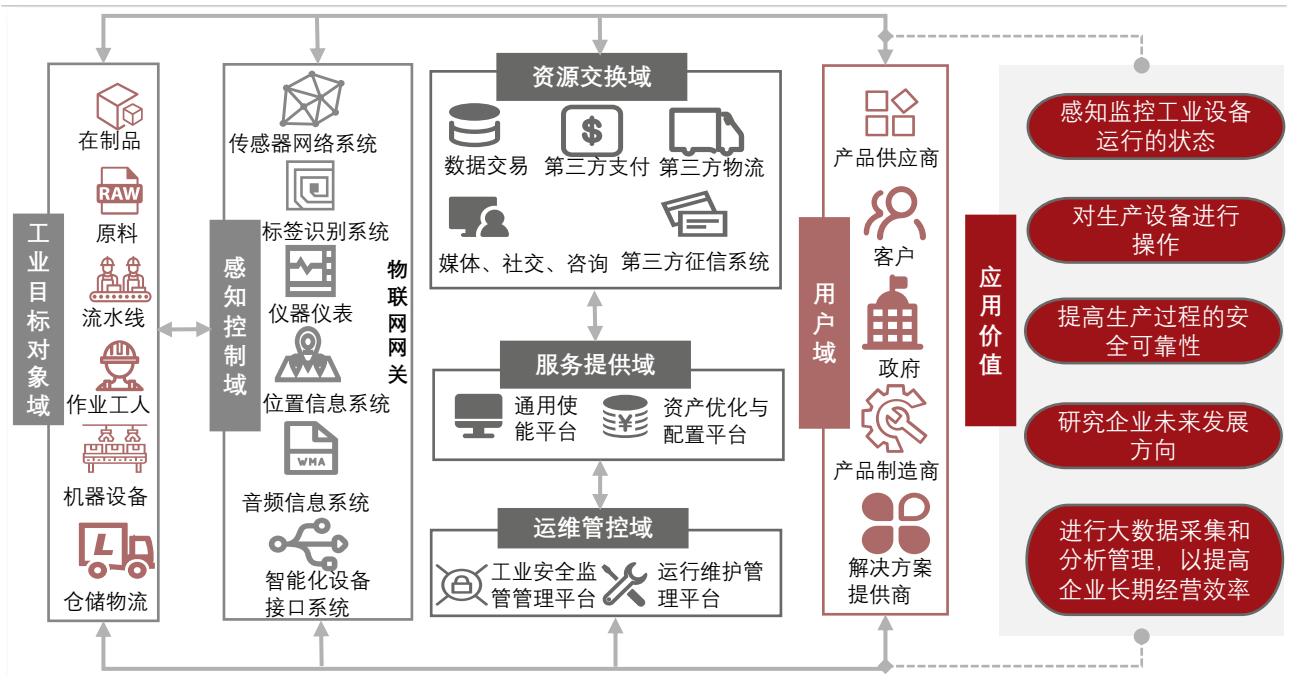 工业目标对象域
在制品
RAW
原料
流水线
作业工人
机器设备
L
仓储物流
感知控制域
传感器网络系统
标签识别系统
仪器仪表
位置信息系统
WMA
音频信息系统
智能化设备
接口系统
物联网网关
资源交换域
数据交易
$
第三方支付
第三方物流
媒体、社交、咨询
第三方征信系统
服务提供域
通用使
能平台
¥
资产优化与
配置平台
运维管控域
工业安全监
管管理平台
运行维护管
理平台
用户域
产品供应商
客户
政府
产品制造商
解决方案
提供商
应用价值
感知监控工业设备
运行的状态
对生产设备进行
操作
提高生产过程的安
全可靠性
研究企业未来发展
方向
进行大数据采集和
分析管理，以提高
企业长期经营效率